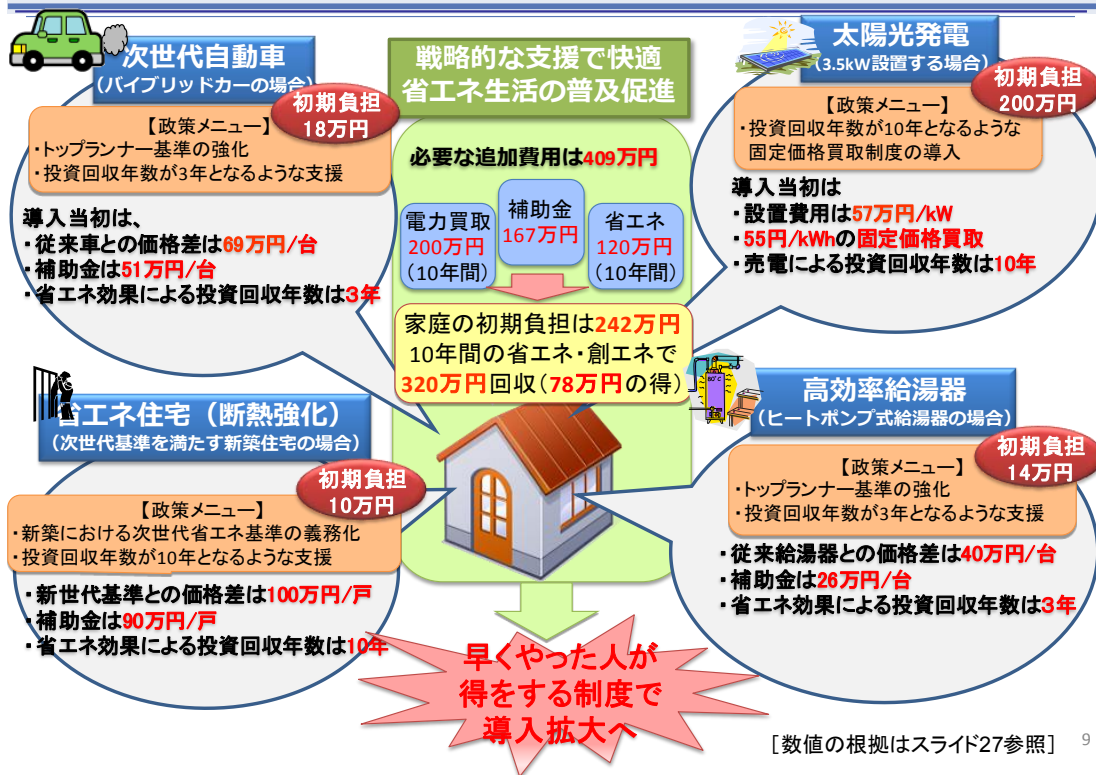 次世代自動車
(バイブリッドカーの場合)
初期負担
18万円
【政策メニュー】
・トップランナー基準の強化
・投資回収年数が3年となるような支援
導入当初は、
・従来車との価格差は69万円/台
・補助金は51万円/台
・省エネ効果による投資回収年数は3年
戦略的な支援で快適
省エネ生活の普及促進
必要な追加費用は409万円
電力買取
200万円
(10年間)
補助金
167万円
省エネ
120万円
(10年間)
家庭の初期負担は242万円
10年間の省エネ・創エネで
320万円回収(78万円の得)
太陽光発電
(3.5kW設置する場合)
初期負担
200万円
【政策メニュー】
・投資回収年数が10年となるような
固定価格買取制度の導入
導入当初は
・設置費用は57万円/kW
・55円/kWhの固定価格買取
・売電による投資回収年数は10年
省エネ住宅(断熱強化)
(次世代基準を満たす新築住宅の場合)
初期負担
10万円
【政策メニュー】
・新築における次世代省エネ基準の義務化
・投資回収年数が10年となるような支援
・新世代基準との価格差は100万円/戸
・補助金は90万円/戸
・省エネ効果による投資回収年数は10年
高効率給湯器
(ヒートポンプ式給湯器の場合)
初期負担
14万円
【政策メニュー】
・トップランナー基準の強化
・投資回収年数が3年となるような支援
・従来給湯器との価格差は40万円/台
・補助金は26万円/台
・省エネ効果による投資回収年数は3年
早くやった人が
得をする制度で
導入拡大へ
[数値の根拠はスライド27参照]
9